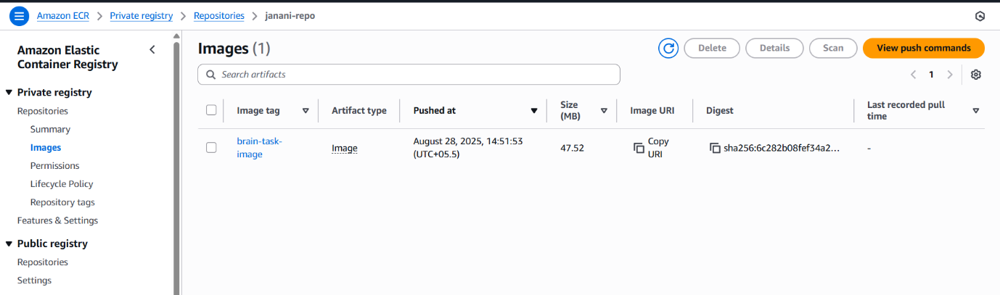 Amazon ECR > Private registry > Repositories > janani-repo
Amazon Elastic
Container Registry
Private registry
Repositories
Summary
Images
Permissions
Lifecycle Policy
Repository tags
Features & Settings
Public registry
Repositories
Settings
Images (1)
Delete
Details
Scan
View push commands
Search artifacts
1
Image tag
Artifact type
Pushed at
Size
(MB)
Image URI
Digest
Last recorded pull
time
brain-task-
image
Image
August 28, 2025, 14:51:53
(UTC+05.5)
47.52
Copy
URI
sha256:6c282b08fef34a2...
-